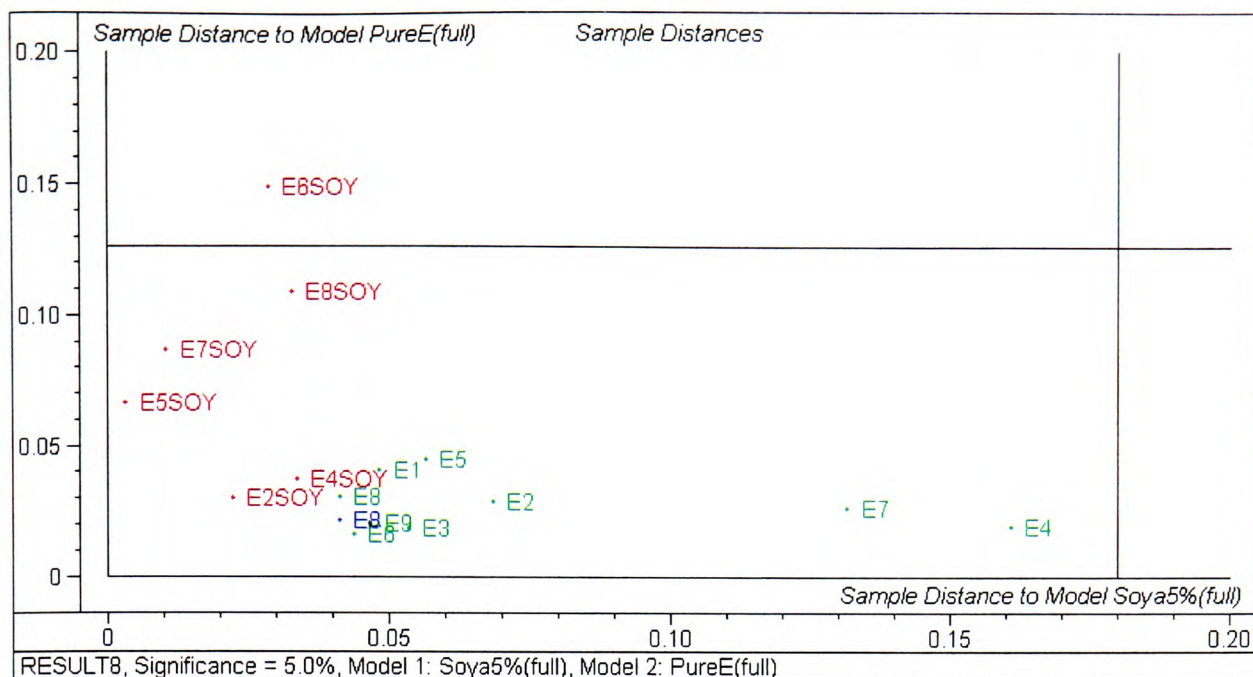 Sample Distance to Model PureE(full) Sample Distances
0.20
0.15
0.10
0.05
0
E6SOY
E8SOY
E7SOY
E5SOY
E4SOY
E2SOY
E1
E5
E8
E2
E7
E8
E9
E3
E4
E6
Sample Distance to Model Soya5%(full)
0 0.05 0.10 0.15 0.20
RESULT8, Significance = 5.0%, Model 1: Soya5%(full), Model 2: PureE(full)